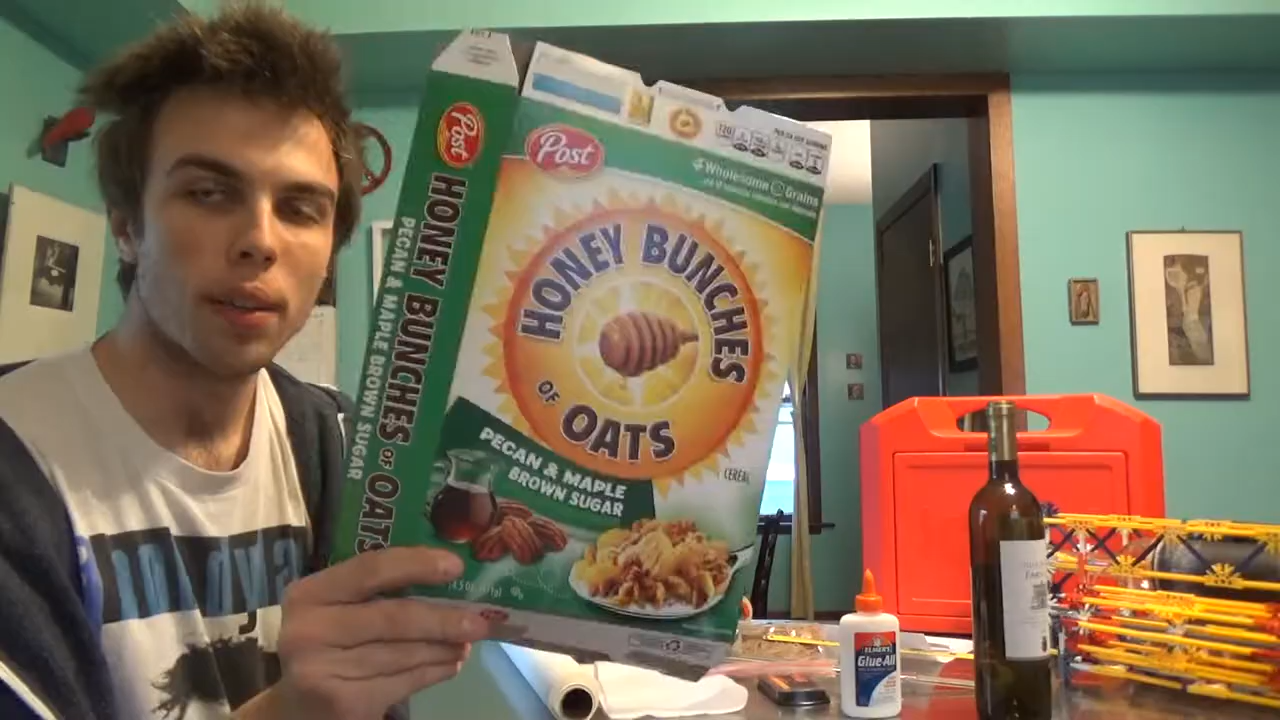 Post
HONEY BUNCHES OF OATS
PECAN & MAPLE BROWN SUGAR
120
Post
Wholesome Grains
HONEY BUNCHES
OF
OATS
CEREAL
PECAN & MAPLE
BROWN SUGAR
ELMER'S
Glue-All